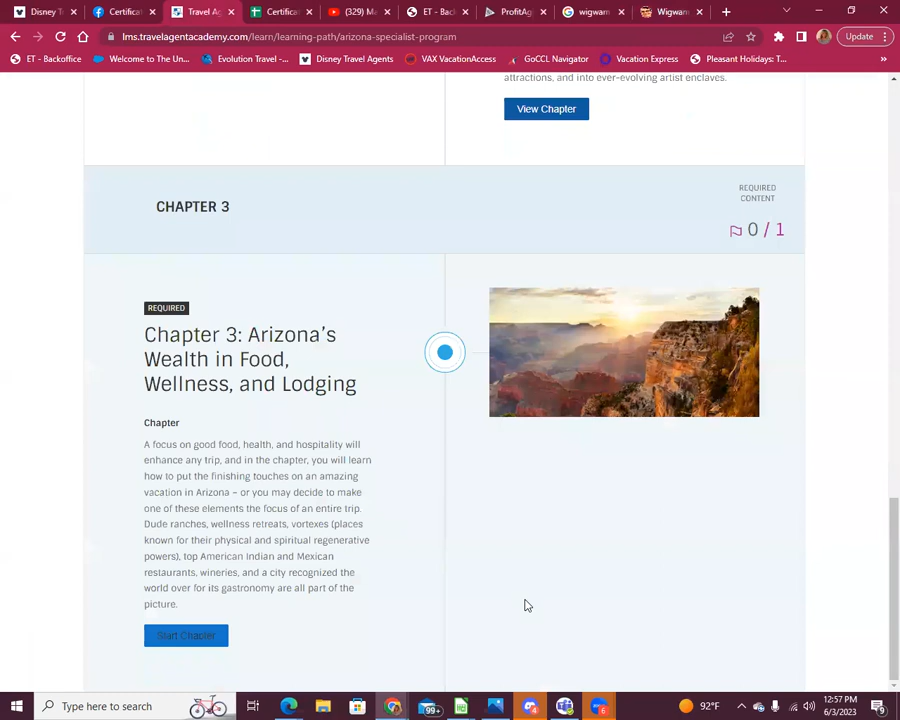 Disney T
Certifica
Travel Ag
Certifica
(329) M
ET - Bac
ProfitAg
wigwam
Wigwam
lms.travelagentacademy.com/learn/learning-path/arizona-specialist-program
Update
ET - Backoffice
Welcome to The Un...
Evolution Travel -...
Disney Travel Agents
VAX VacationAccess
GoCCL Navigator
Vacation Express
Pleasant Holidays: T...
attractions, and into ever-evolving artist enclaves.
View Chapter
CHAPTER 3
REQUIRED
CONTENT
0 / 1
REQUIRED
Chapter 3: Arizona's
Wealth in Food,
Wellness, and Lodging
Chapter
A focus on good food, health, and hospitality will
enhance any trip, and in the chapter, you will learn
how to put the finishing touches on an amazing
vacation in Arizona – or you may decide to make
one of these elements the focus of an entire trip.
Dude ranches, wellness retreats, vortexes (places
known for their physical and spiritual regenerative
powers), top American Indian and Mexican
restaurants, wineries, and a city recognized the
world over for its gastronomy are all part of the
picture.
Start Chapter
Type here to search
99+
4
6
92°F
12:57 PM
6/3/2023
9